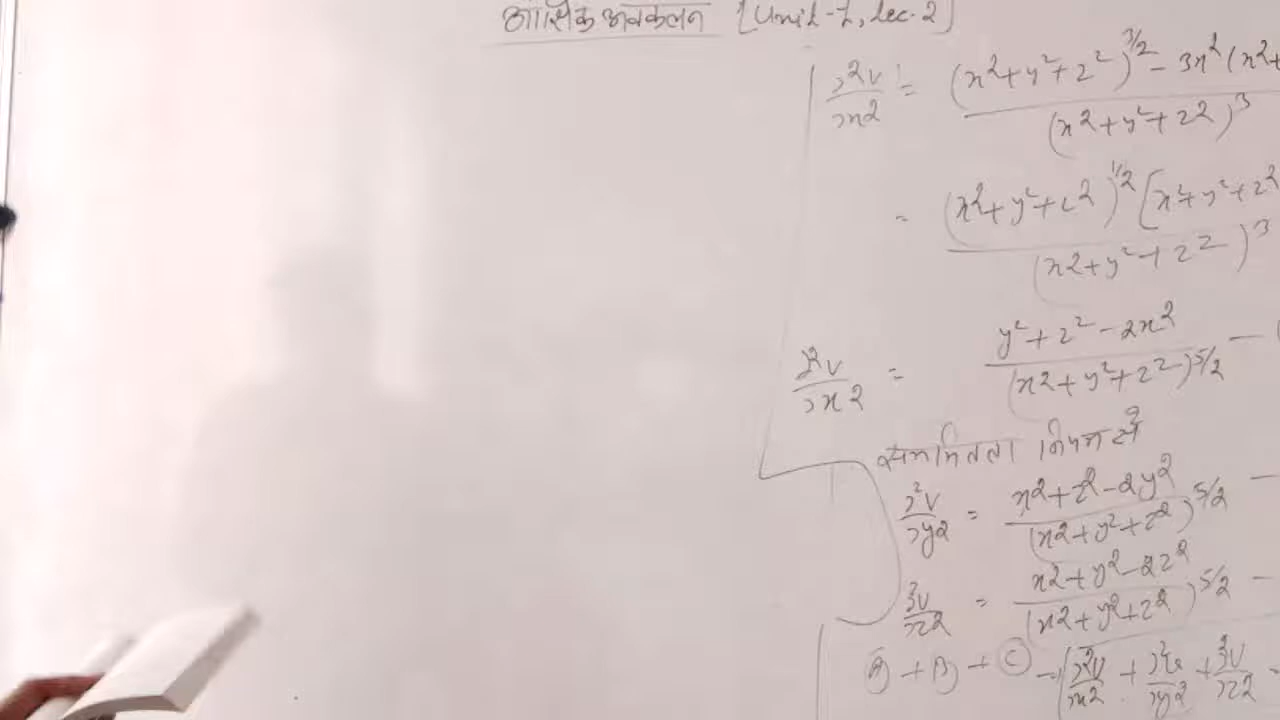 आंशिक अवकलन [Unit-I, Lec. 2]
∂²V/∂x² = (x²+y²+z²)^3/2 - 3x²(x²+
(x²+y²+z²)³
= (x²+y²+z²)^1/2 [x²+y²+z²
(x²+y²+z²)³
∂²V/∂x² = y²+z²-2x² / (x²+y²+z²)^5/2 —
सममितता नियम से
∂²V/∂y² = x²+z²-2y² / (x²+y²+z²)^5/2 —
∂²V/∂z² = x²+y²-2z² / (x²+y²+z²)^5/2 —
A) + B) + C) → ∂²V/∂x² + ∂²V/∂y² + ∂²V/∂z² =